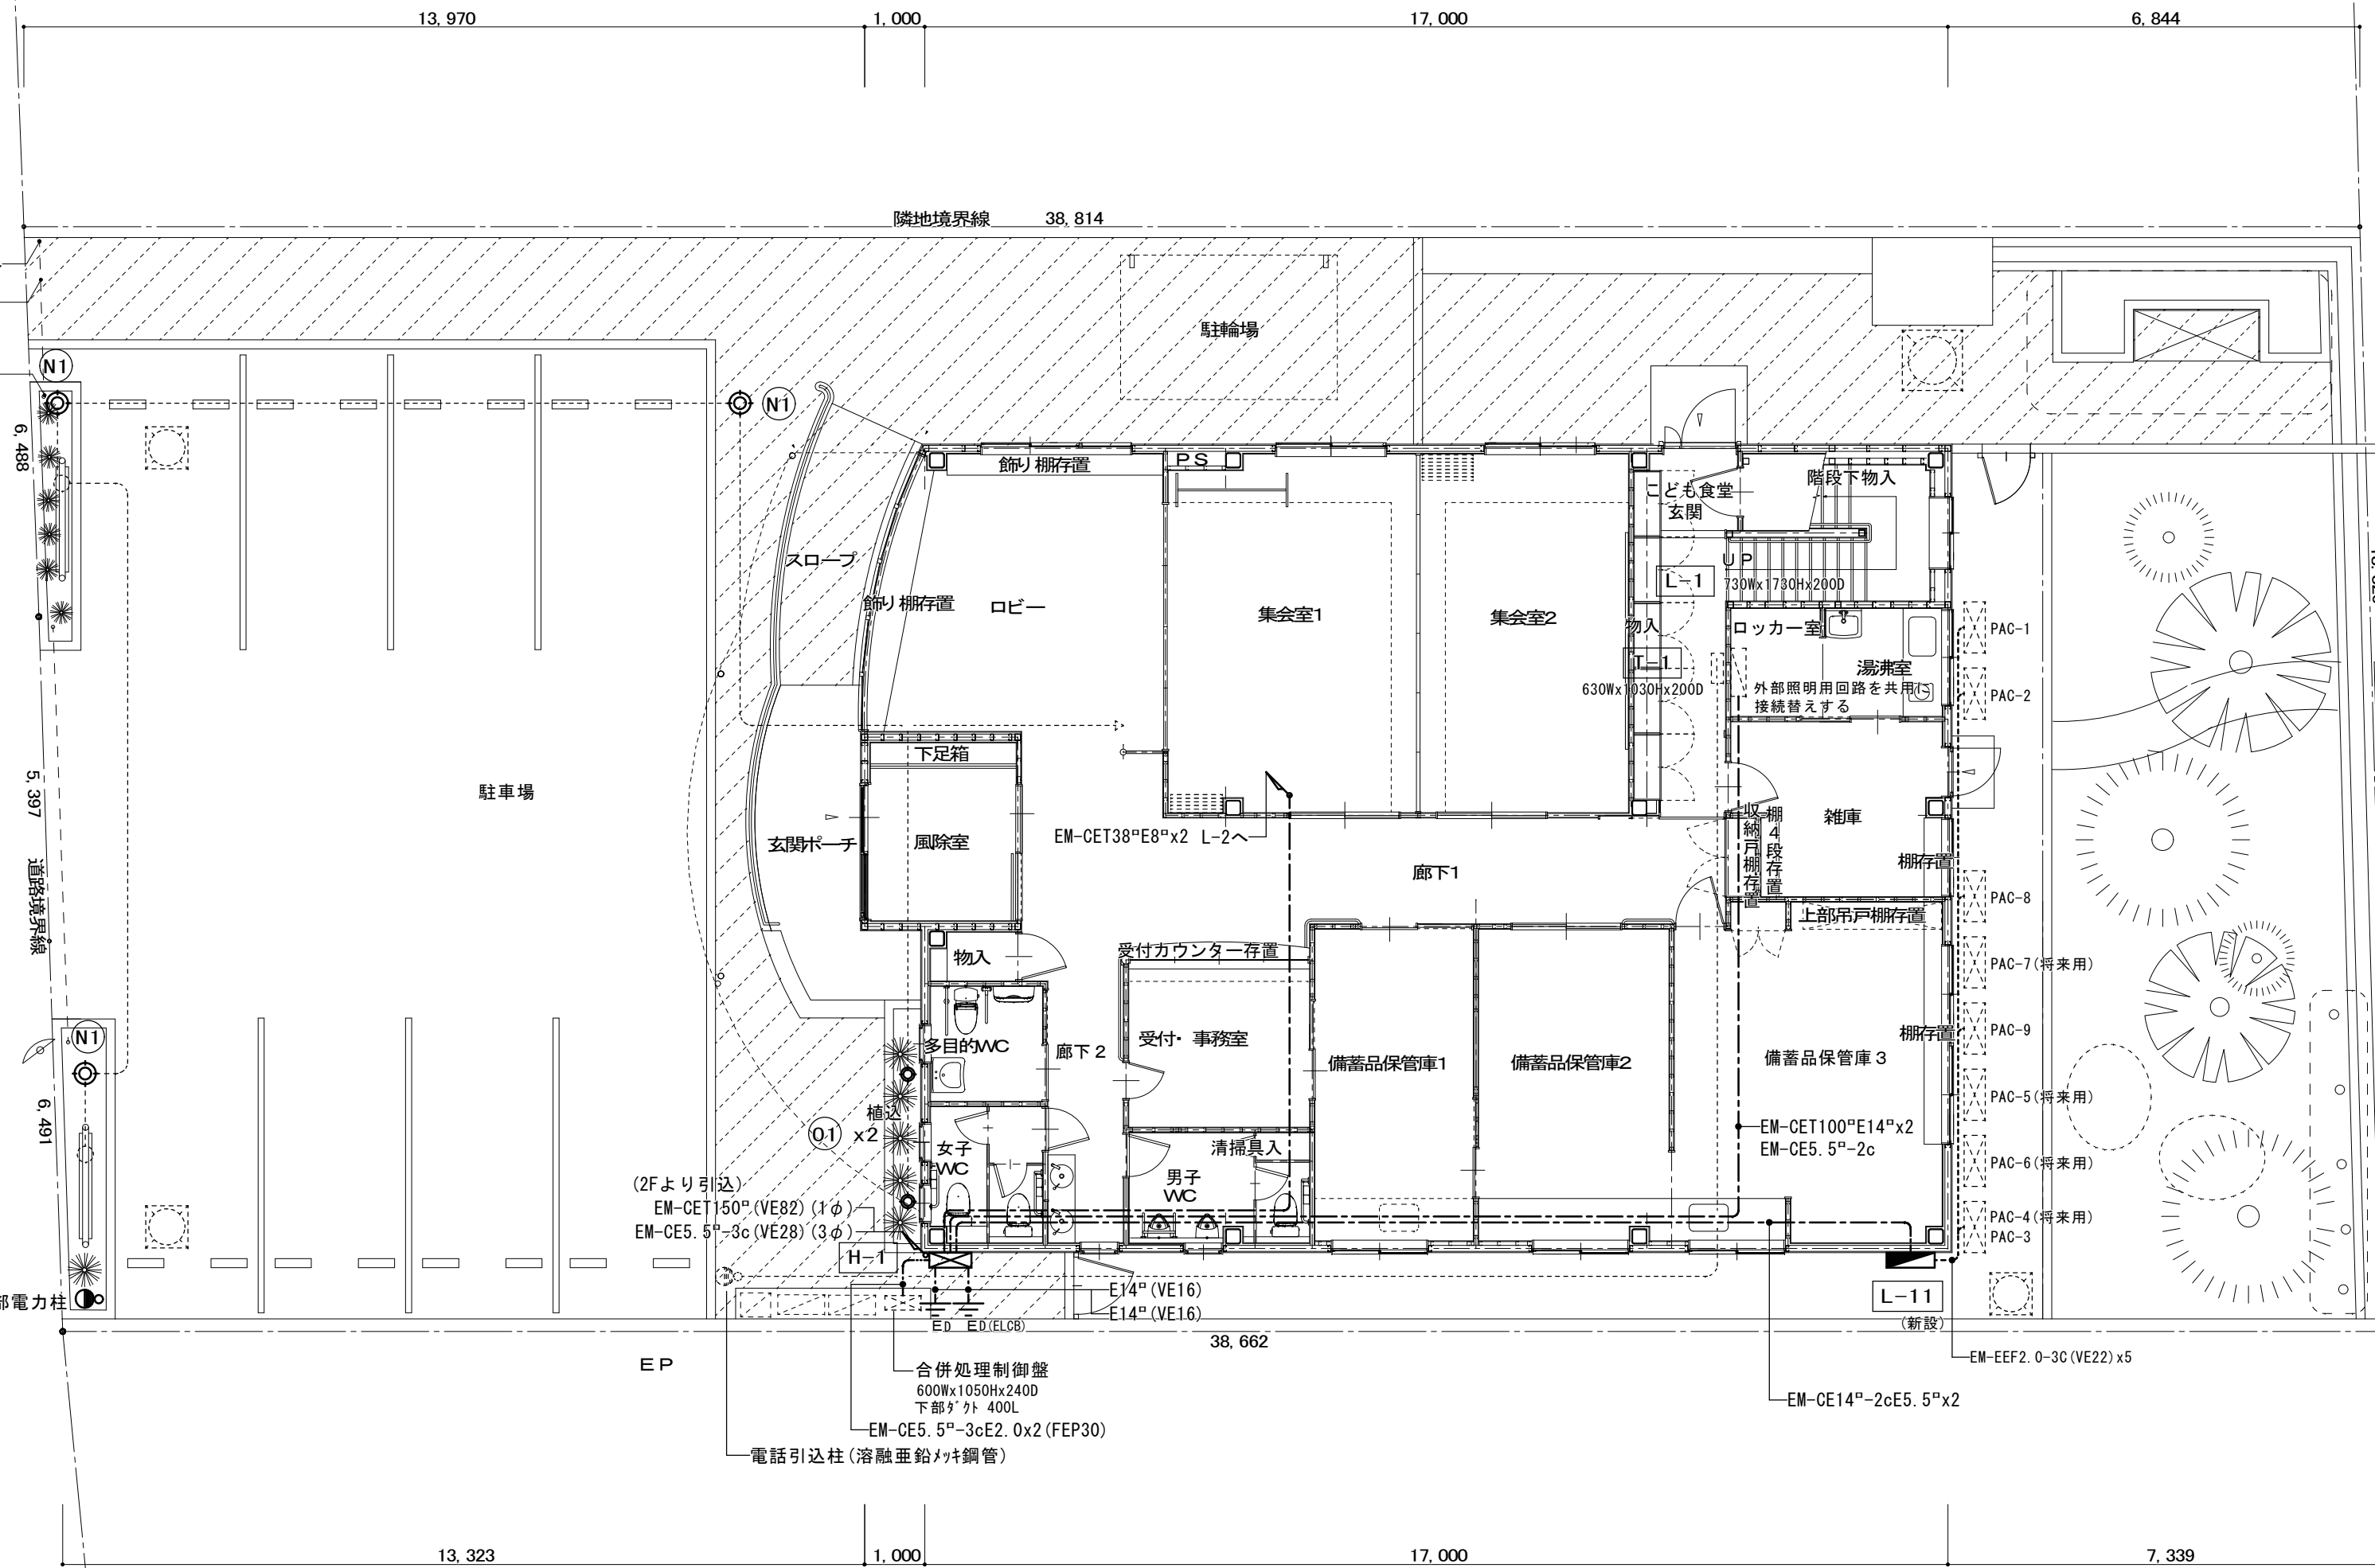 13,970
1,000
17,000
6,844
隣地境界線 38,814
駐輪場
N1
N1
6,488
飾り棚存置
PS
こども食堂
玄関
階段下物入
スロープ
飾り棚存置
ロビー
集会室1
集会室2
UP
L-1
730Wx1730Hx200D
物入
ロッカー室
PAC-1
T-1
湯沸室
630Wx1030Hx200D
外部照明用回路を共用に
接続替えする
PAC-2
下足箱
駐車場
5,397
道路境界線
玄関ポーチ
風除室
EM-CET38□E8□x2 L-2へ
廊下1
収納戸棚存置
棚4段存置
雑庫
棚存置
PAC-8
上部吊戸棚存置
物入
受付カウンター存置
PAC-7(将来用)
N1
多目的WC
廊下2
受付・事務室
備蓄品保管庫1
備蓄品保管庫2
備蓄品保管庫3
棚存置
PAC-9
PAC-5(将来用)
6,491
植込
O1 x2
女子
WC
清掃具入
男子
WC
EM-CET100□E14□x2
EM-CE5.5□-2c
PAC-6(将来用)
(2Fより引込)
EM-CET150□(VE82)(1φ)
EM-CE5.5□-3c(VE28)(3φ)
PAC-4(将来用)
PAC-3
H-1
部電力柱
E14□(VE16)
E14□(VE16)
ED ED(ELCB)
L-11
(新設)
38,662
EP
合併処理制御盤
600Wx1050Hx240D
下部ダクト 400L
EM-EEF2.0-3C(VE22)x5
EM-CE14□-2cE5.5□x2
EM-CE5.5□-3cE2.0x2(FEP30)
電話引込柱(溶融亜鉛メッキ鋼管)
13,323
1,000
17,000
7,339